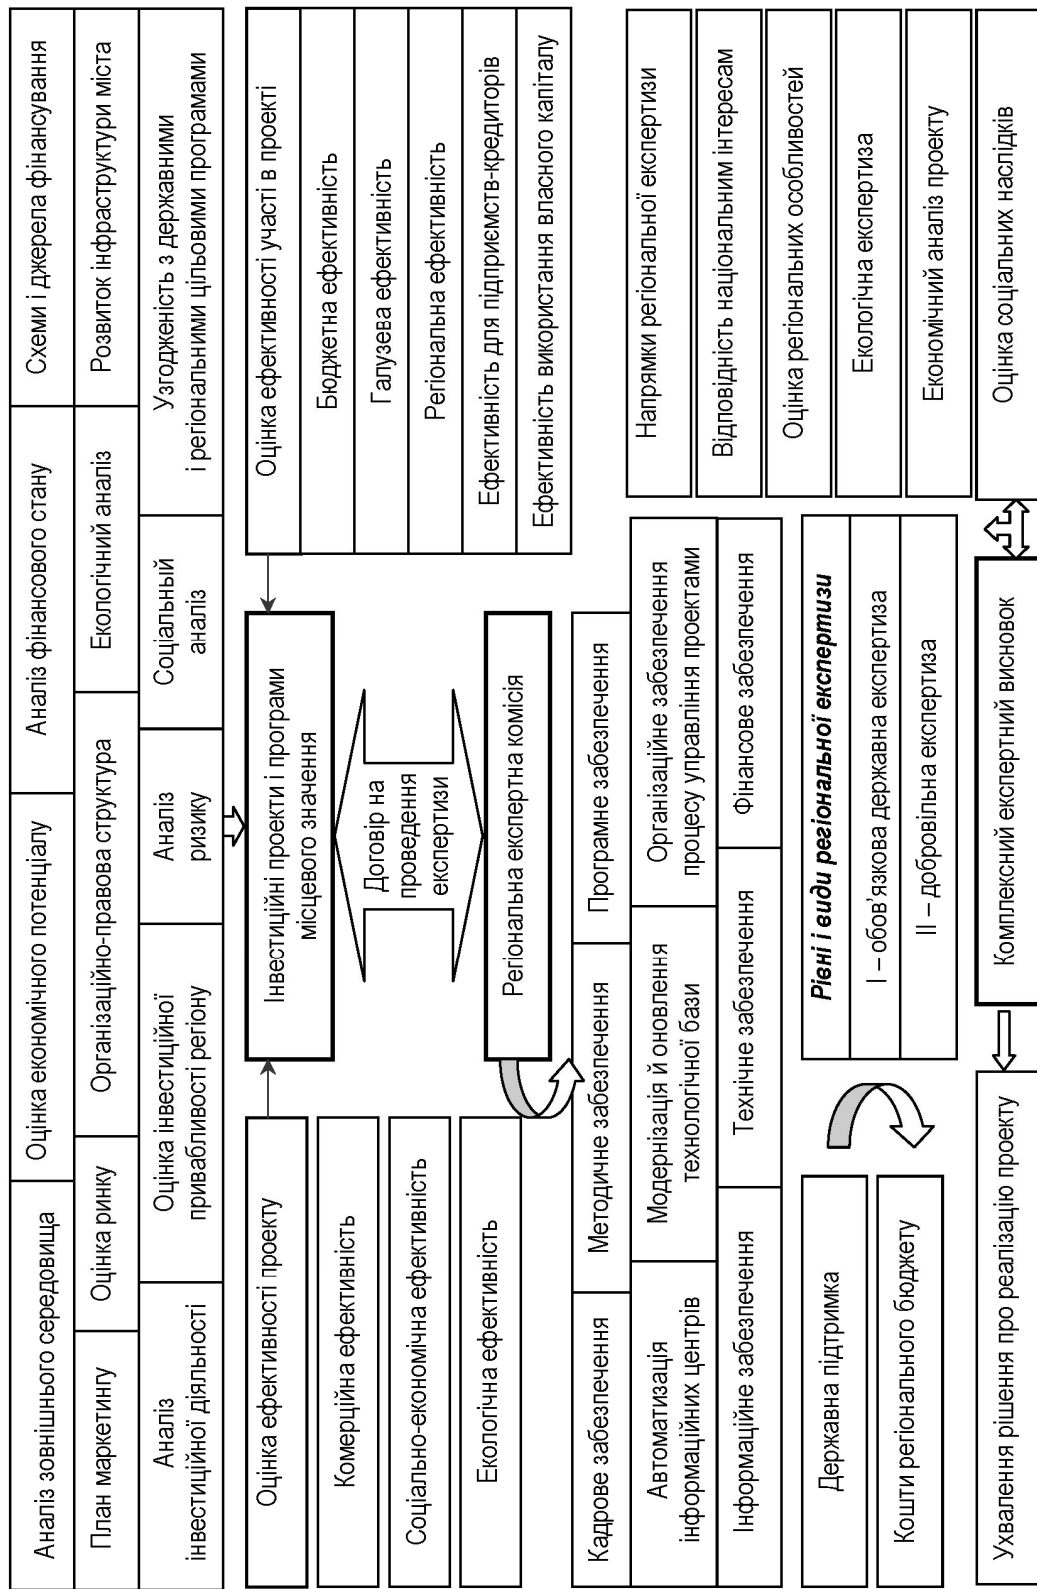 Аналіз зовнішнього середовища
Оцінка економічного потенціалу
Аналіз фінансового стану
Схеми і джерела фінансування
План маркетингу
Оцінка ринку
Організаційно-правова структура
Екологічний аналіз
Розвиток інфраструктури міста
Аналіз
інвестиційної діяльності
Оцінка інвестиційної
привабливості регіону
Аналіз
ризику
Соціальный
аналіз
Узгодженість з державними
і регіональними цільовими програмами
Оцінка ефективності проекту
Комерційна ефективність
Соціально-економічна ефективність
Екологічна ефективність
Інвестиційні проекти і програми
місцевого значення
Договір на
проведення
експертизи
Регіональна експертна комісія
Оцінка ефективності участі в проекті
Бюджетна ефективність
Галузева ефективність
Регіональна ефективність
Ефективність для підприємств-кредиторів
Ефективність використання власного капіталу
Кадрове забезпечення
Методичне забезпечення
Програмне забезпечення
Автоматизація
інформаційних центрів
Модернізація й оновлення
технологічної бази
Організаційне забезпечення
процесу управління проектами
Інформаційне забезпечення
Технічне забезпечення
Фінансове забезпечення
Державна підтримка
Кошти регіонального бюджету
Рівні і види регіональної експертизи
І – обов’язкова державна експертиза
ІІ – добровільна експертиза
Напрямки регіональної експертизи
Відповідність національним інтересам
Оцінка регіональних особливостей
Екологічна експертиза
Економічний аналіз проекту
Оцінка соціальних наслідків
Ухвалення рішення про реалізацію проекту
Комплексний експертний висновок